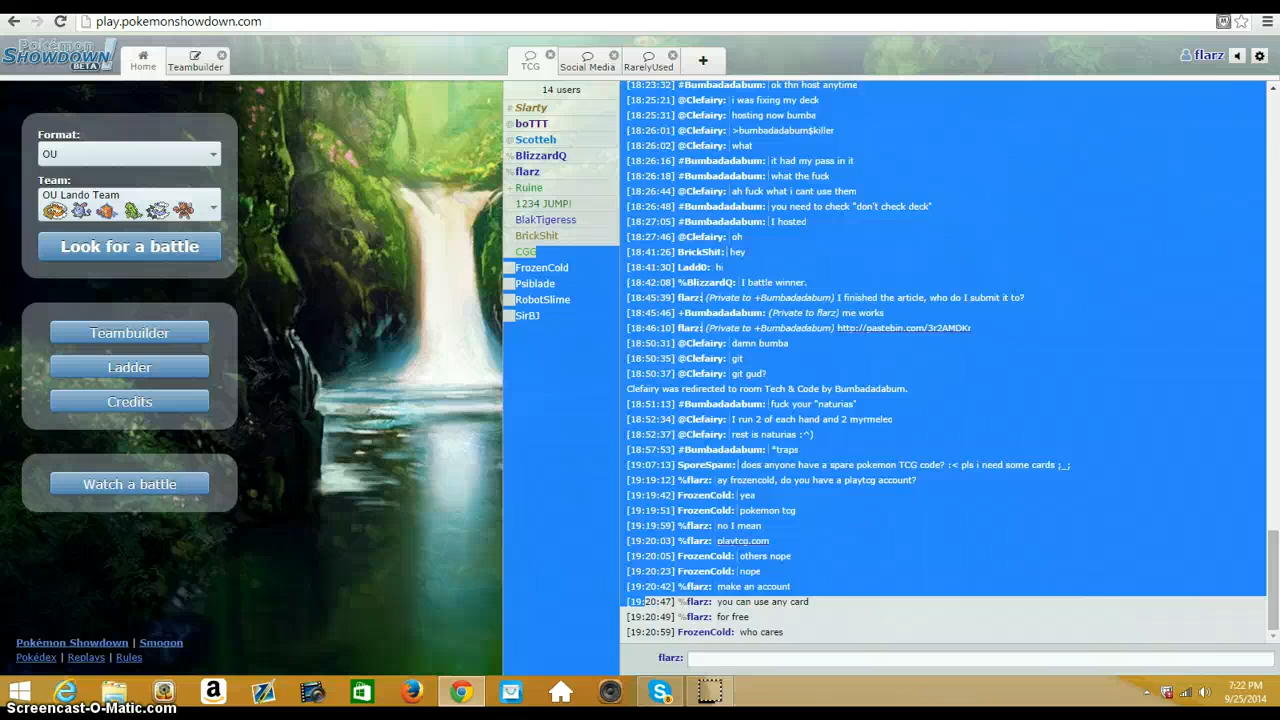 play.pokemonshowdown.com
Pokémon
SHOWDOWN!
BETA
Home
Teambuilder
TCG
Social Media
RarelyUsed
+
flarz
Format:
OU
Team:
OU Lando Team
Look for a battle
Teambuilder
Ladder
Credits
Watch a battle
Pokémon Showdown | Smogon
Pokédex | Replays | Rules
14 users
#Slarty
@boTTT
@Scotteh
%BlizzardQ
%flarz
+Ruine
1234 JUMP!
BlakTigeress
BrickShit
CGG
FrozenCold
Psiblade
RobotSlime
SirBJ
[18:23:32] #Bumbadadabum: ok thn host anytime
[18:25:21] @Clefairy: i was fixing my deck
[18:25:31] @Clefairy: hosting now bumba
[18:26:01] @Clefairy: >bumbadadabum$killer
[18:26:02] @Clefairy: what
[18:26:16] #Bumbadadabum: it had my pass in it
[18:26:18] #Bumbadadabum: what the fuck
[18:26:44] @Clefairy: ah fuck what i cant use them
[18:26:48] #Bumbadadabum: you need to check "don't check deck"
[18:27:05] #Bumbadadabum: I hosted
[18:27:46] @Clefairy: oh
[18:41:26] BrickShit: hey
[18:41:30] Ladd0: hi
[18:42:08] %BlizzardQ: I battle winner.
[18:45:39] flarz: (Private to +Bumbadadabum) I finished the article, who do I submit it to?
[18:45:46] +Bumbadadabum: (Private to flarz) me works
[18:46:10] flarz: (Private to +Bumbadadabum) http://pastebin.com/3r2AMDKr
[18:50:31] @Clefairy: damn bumba
[18:50:35] @Clefairy: git
[18:50:37] @Clefairy: git gud?
Clefairy was redirected to room Tech & Code by Bumbadadabum.
[18:51:13] #Bumbadadabum: fuck your "naturias"
[18:52:34] @Clefairy: I run 2 of each hand and 2 myrmeleo
[18:52:37] @Clefairy: rest is naturias :^)
[18:57:53] #Bumbadadabum: *traps
[19:07:13] SporeSpam: does anyone have a spare pokemon TCG code? :< pls i need some cards ;_;
[19:19:12] %flarz: ay frozencold, do you have a playtcg account?
[19:19:42] FrozenCold: yea
[19:19:51] FrozenCold: pokemon tcg
[19:19:59] %flarz: no I mean
[19:20:03] %flarz: playtcg.com
[19:20:05] FrozenCold: others nope
[19:20:23] FrozenCold: nope
[19:20:42] %flarz: make an account
[19:20:47] %flarz: you can use any card
[19:20:49] %flarz: for free
[19:20:59] FrozenCold: who cares
flarz:
7:22 PM
9/25/2014
Screencast-O-Matic.com